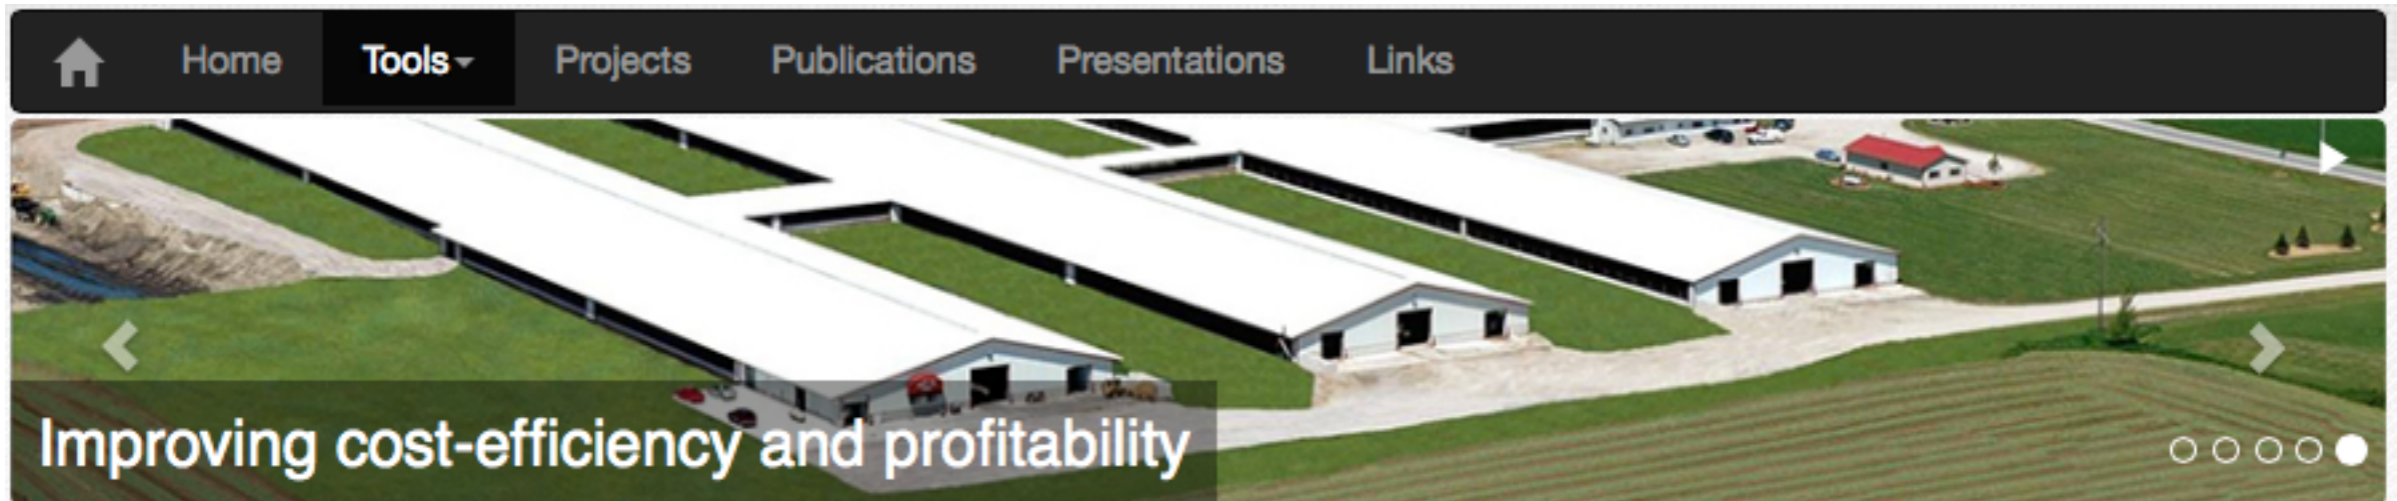 Home Tools Projects Publications Presentations Links
Improving cost-efficiency and profitability